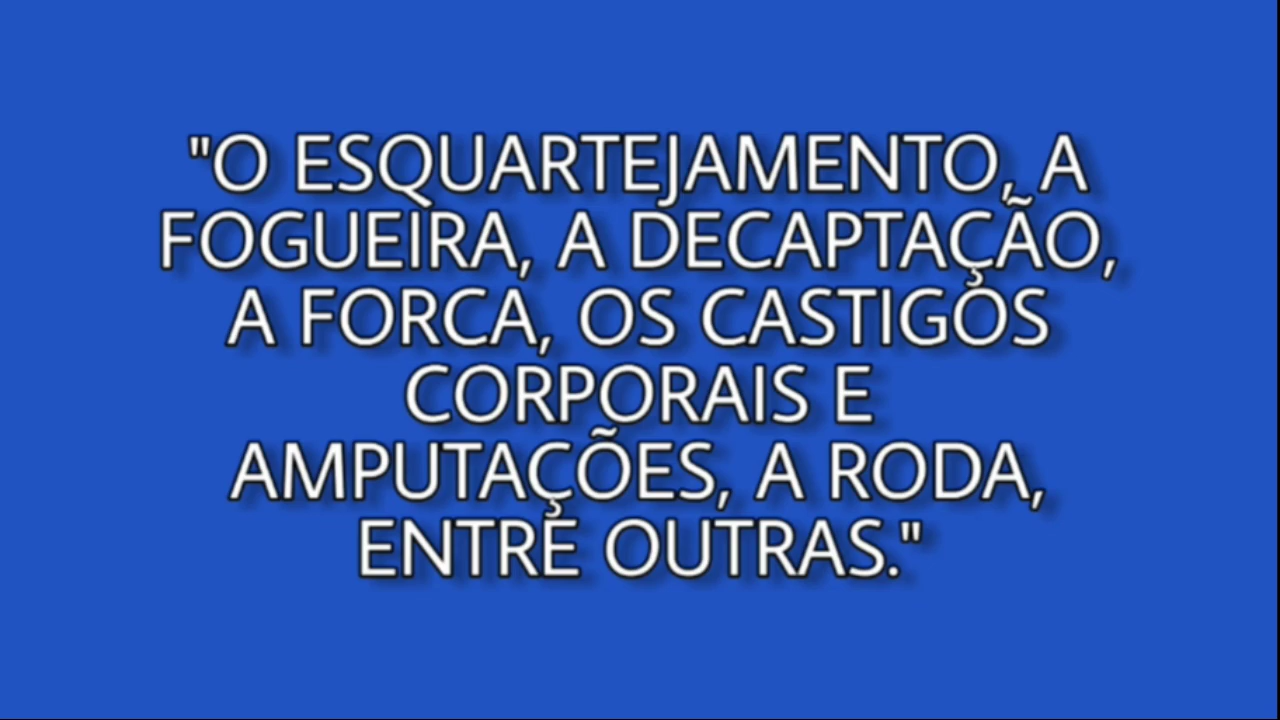 "O ESQUARTEJAMENTO, A
FOGUEIRA, A DECAPTAÇÃO,
A FORCA, OS CASTIGOS
CORPORAIS E
AMPUTAÇÕES, A RODA,
ENTRE OUTRAS."